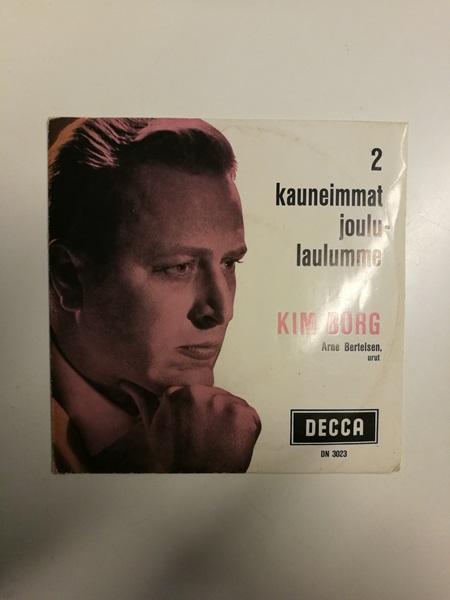 2
kauneimmat
joulu-
laulumme
KIM BORG
Arne Bertelsen,
urut
DECCA
DN 3023